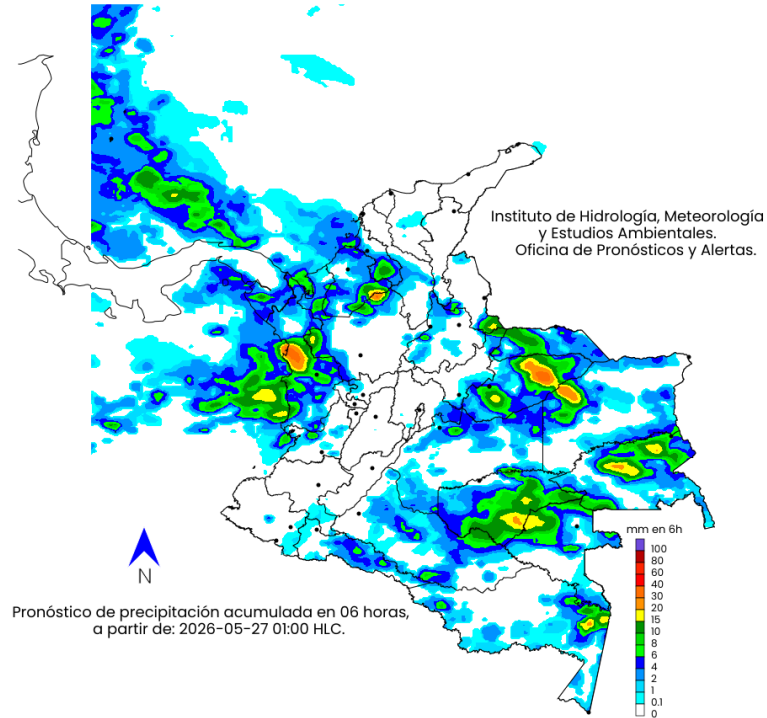 Instituto de Hidrología, Meteorología
y Estudios Ambientales.
Oficina de Pronósticos y Alertas.
N
Pronóstico de precipitación acumulada en 06 horas,
a partir de: 2026-05-27 01:00 HLC.
mm en 6h
100
80
60
40
30
20
15
10
8
6
4
2
1
0.1
0